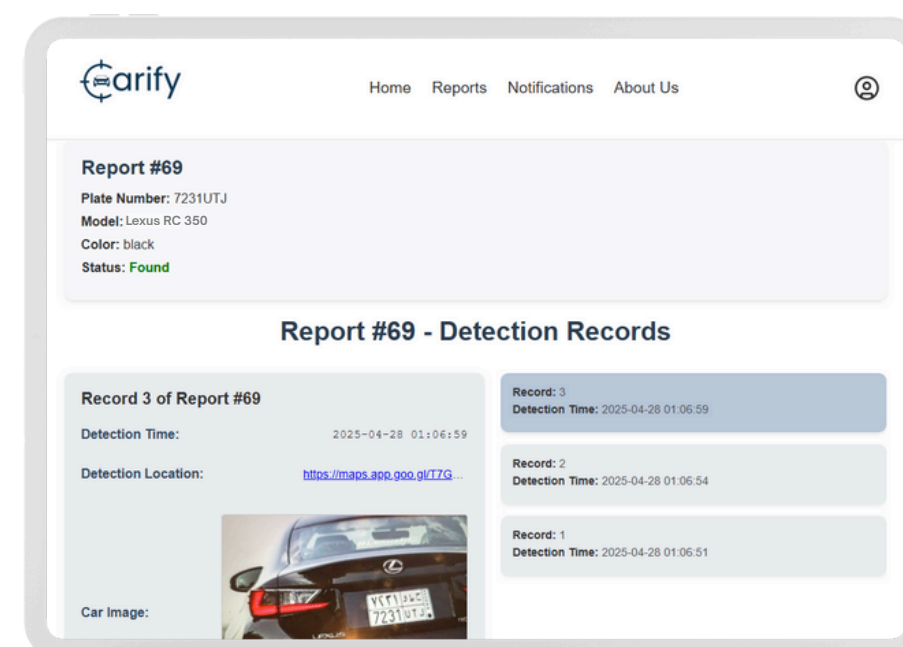 Carify
Home Reports Notifications About Us
Report #69
Plate Number: 7231UTJ
Model: Lexus RC 350
Color: black
Status: Found
Report #69 - Detection Records
Record 3 of Report #69
Detection Time: 2025-04-28 01:06:59
Detection Location: https://maps.app.goo.gl/T7G...
Car Image:
7231 UTJ
LEXUS
Record: 3
Detection Time: 2025-04-28 01:06:59
Record: 2
Detection Time: 2025-04-28 01:06:54
Record: 1
Detection Time: 2025-04-28 01:06:51